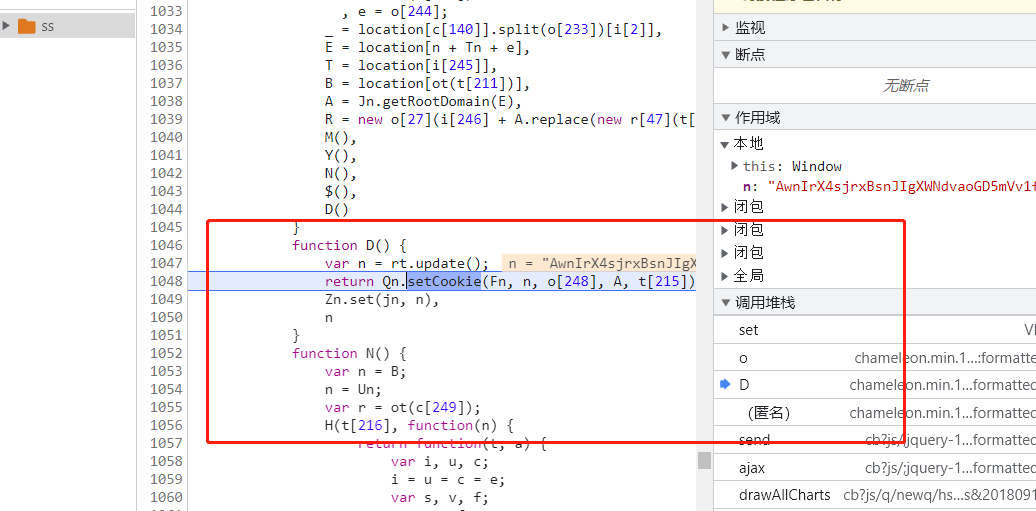 ss
1033 , e = o[244];
1034 _ = location[c[140]].split(o[233])[i[2]],
1035 E = location[n + Tn + e],
1036 T = location[i[245]],
1037 B = location[ot(t[211])],
1038 A = Jn.getRootDomain(E),
1039 R = new o[27](i[246] + A.replace(new r[47](t[
1040 M(),
1041 Y(),
1042 N(),
1043 $(),
1044 D()
1045 }
1046 function D() {
1047 var n = rt.update(); n = "AwnIrX4sjrxBsnJIgX
1048 return Qn.setCookie(Fn, n, o[248], A, t[215])
1049 Zn.set(jn, n),
1050 n
1051 }
1052 function N() {
1053 var n = B;
1054 n = Un;
1055 var r = ot(c[249]);
1056 H(t[216], function(n) {
1057 return function(t, a) {
1058 var i, u, c;
1059 i = u = c = e;
1060 var s, v, f;
监视
断点
无断点
作用域
本地
this: Window
n: "AwnIrX4sjrxBsnJIgXWNdvaoGD5mVv1f
闭包
闭包
闭包
全局
调用堆栈
set VI
o chameleon.min.1…:formatted
D chameleon.min.1…formatted
(匿名) chameleon.min.1…formatted
send cb?js/:jquery-1…formatted
ajax cb?js/:jquery-1…formatted
drawAllCharts cb?js/q/newq/hs…s&2018091